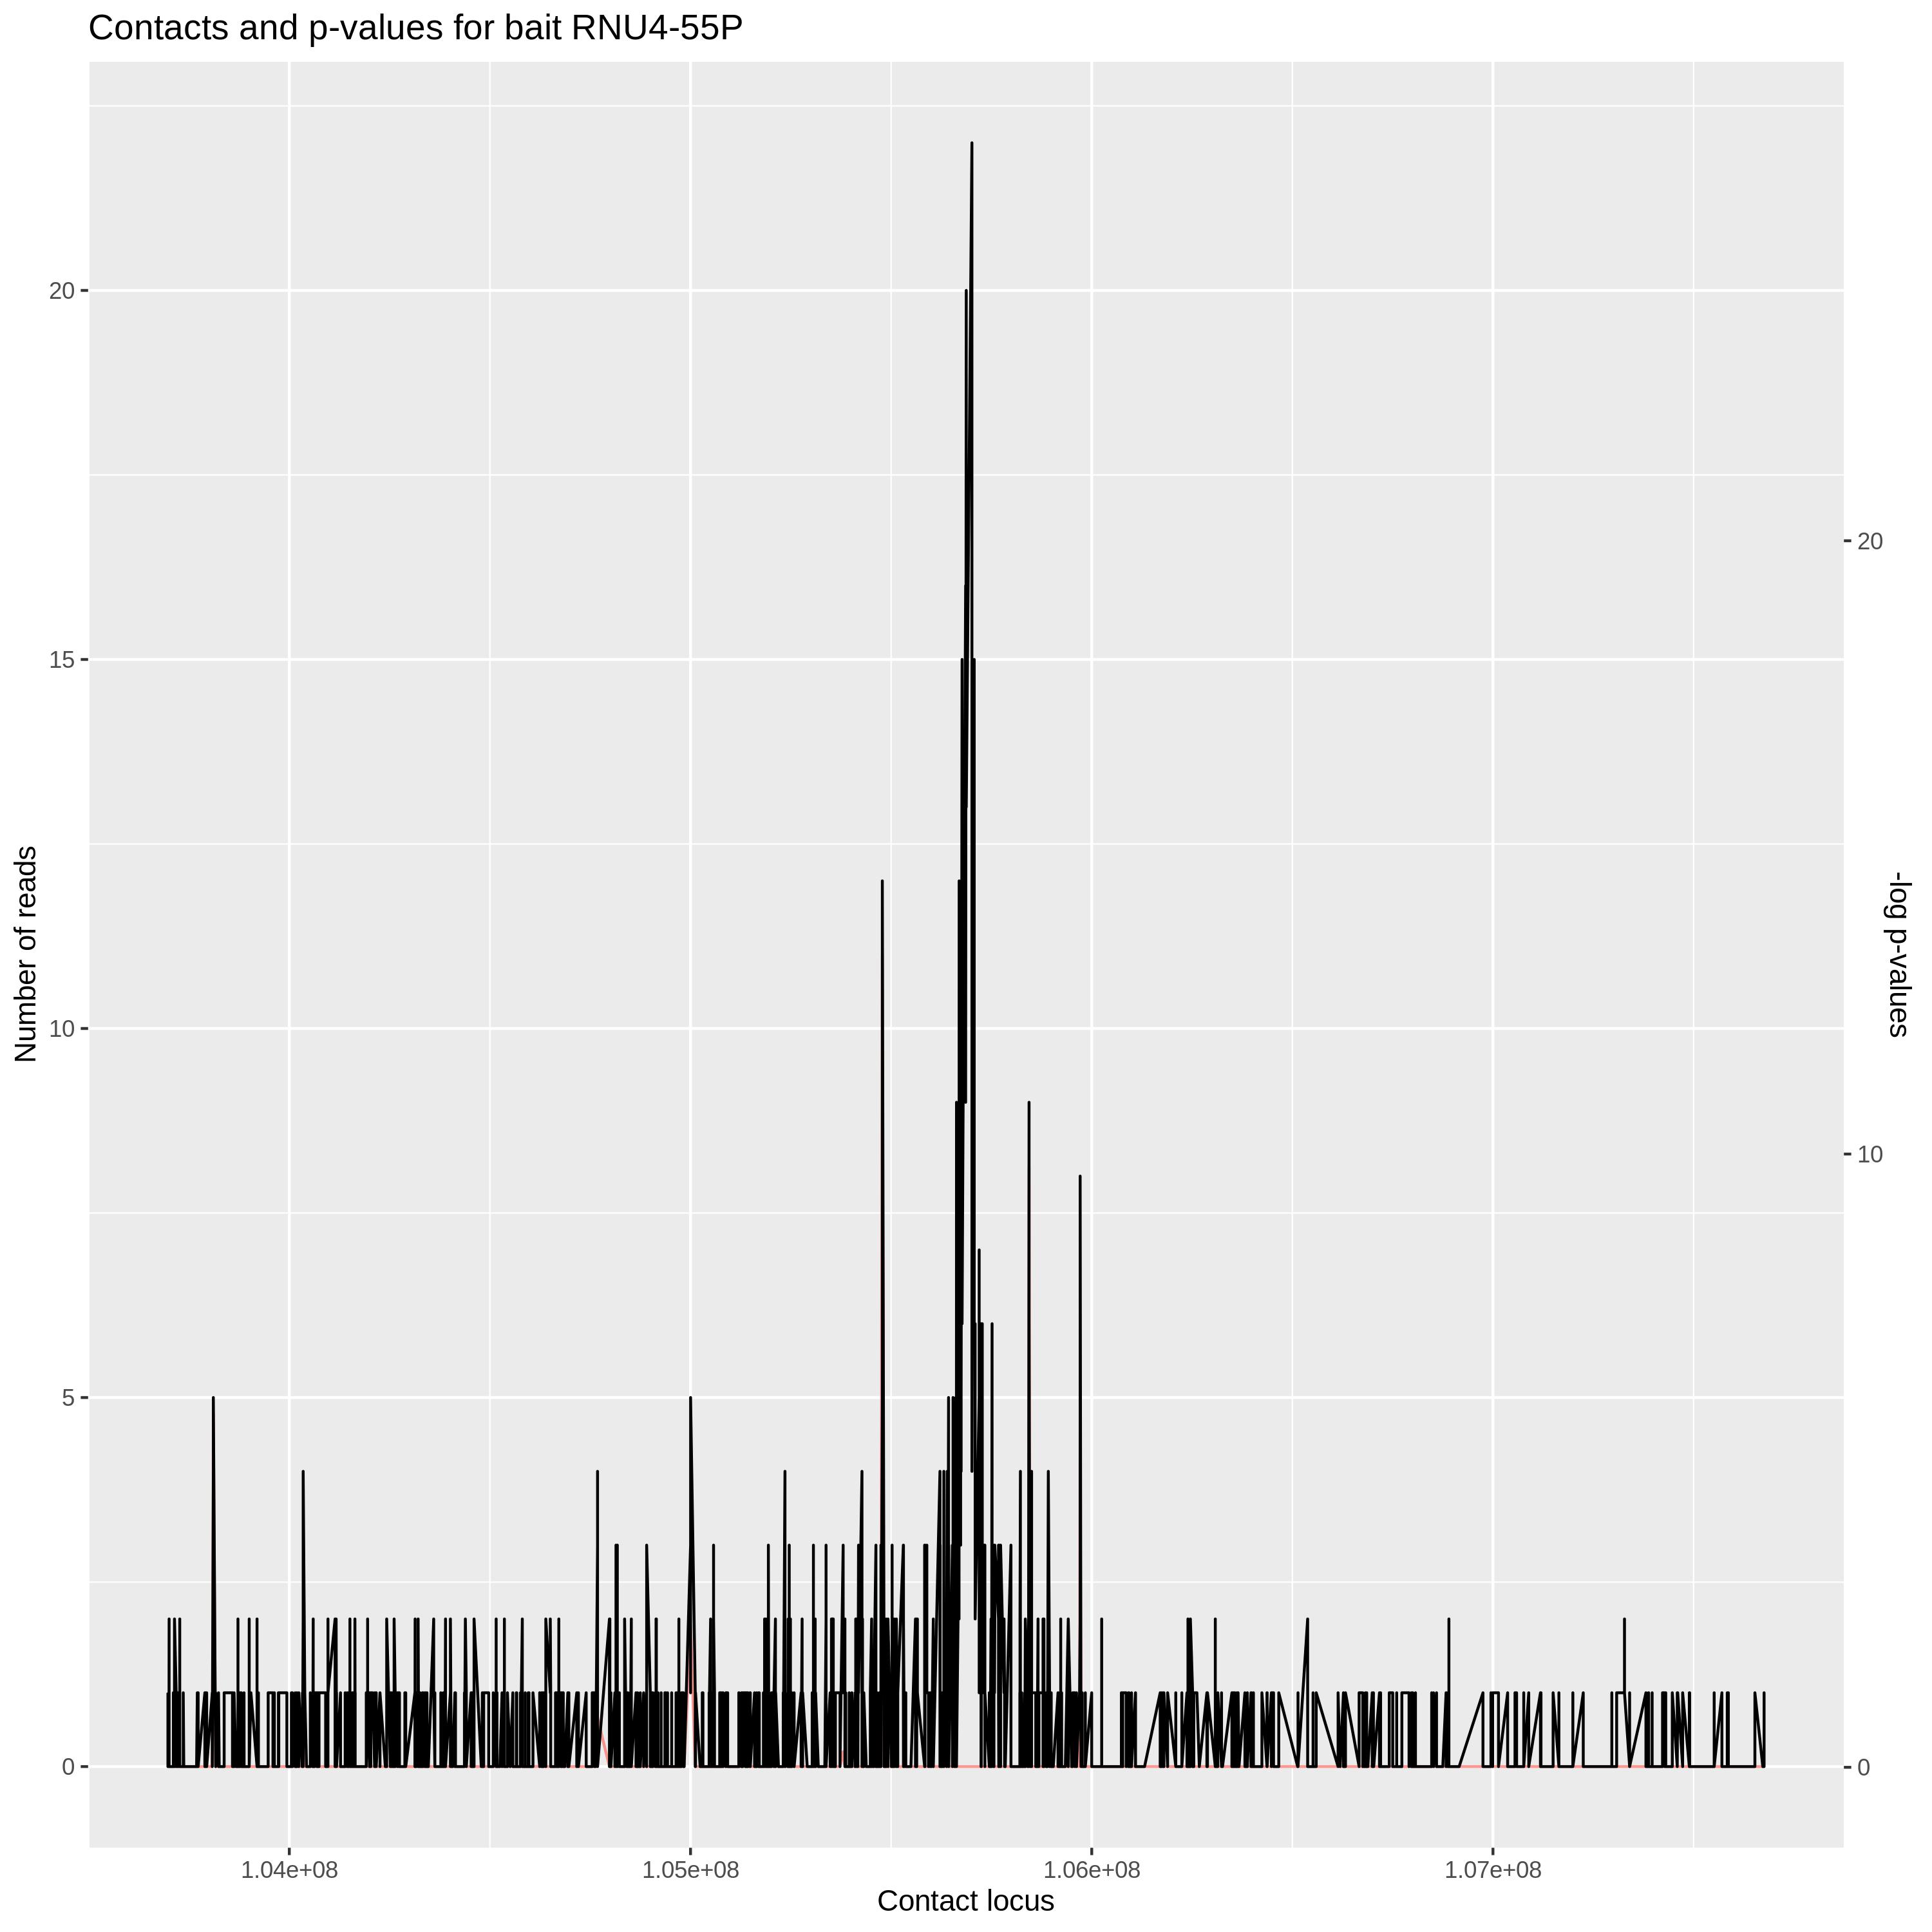 Contacts and p-values for bait RNU4-55P
20
15
10
5
0
Number of reads
20
10
0
-log p-values
1.04e+08 1.05e+08 1.06e+08 1.07e+08
Contact locus